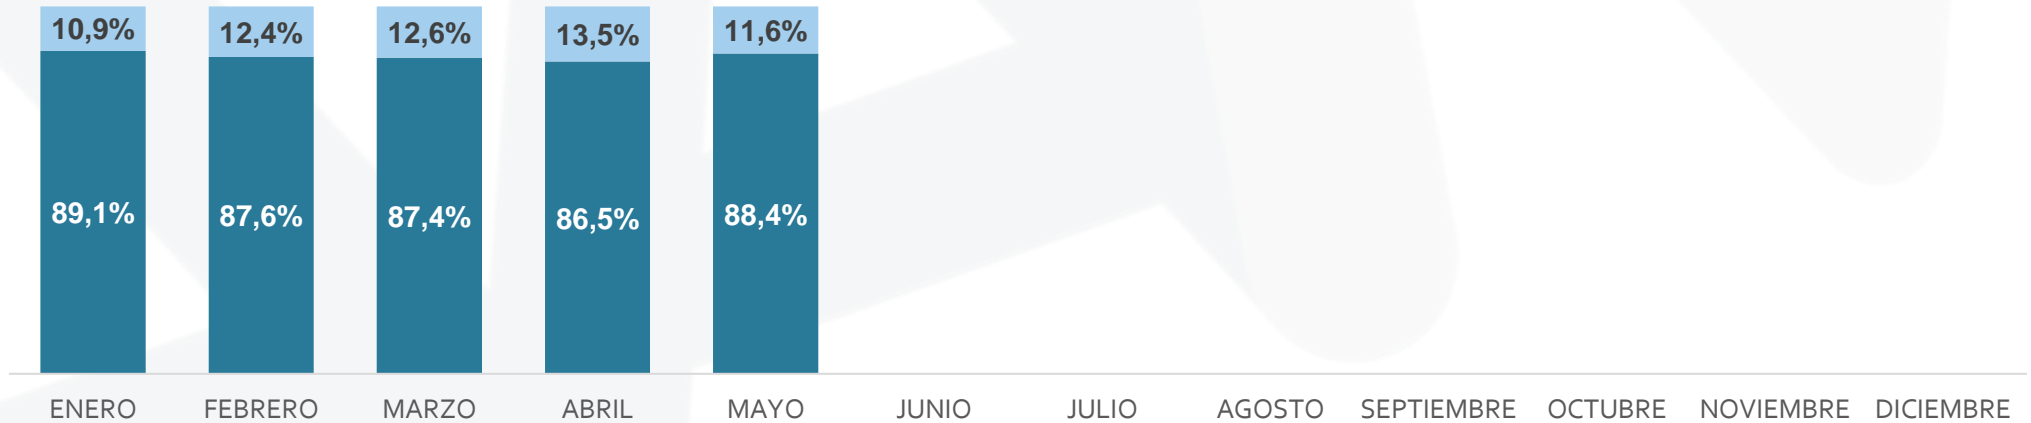 10,9% 12,4% 12,6% 13,5% 11,6%
89,1% 87,6% 87,4% 86,5% 88,4%
ENERO FEBRERO MARZO ABRIL MAYO JUNIO JULIO AGOSTO SEPTIEMBRE OCTUBRE NOVIEMBRE DICIEMBRE